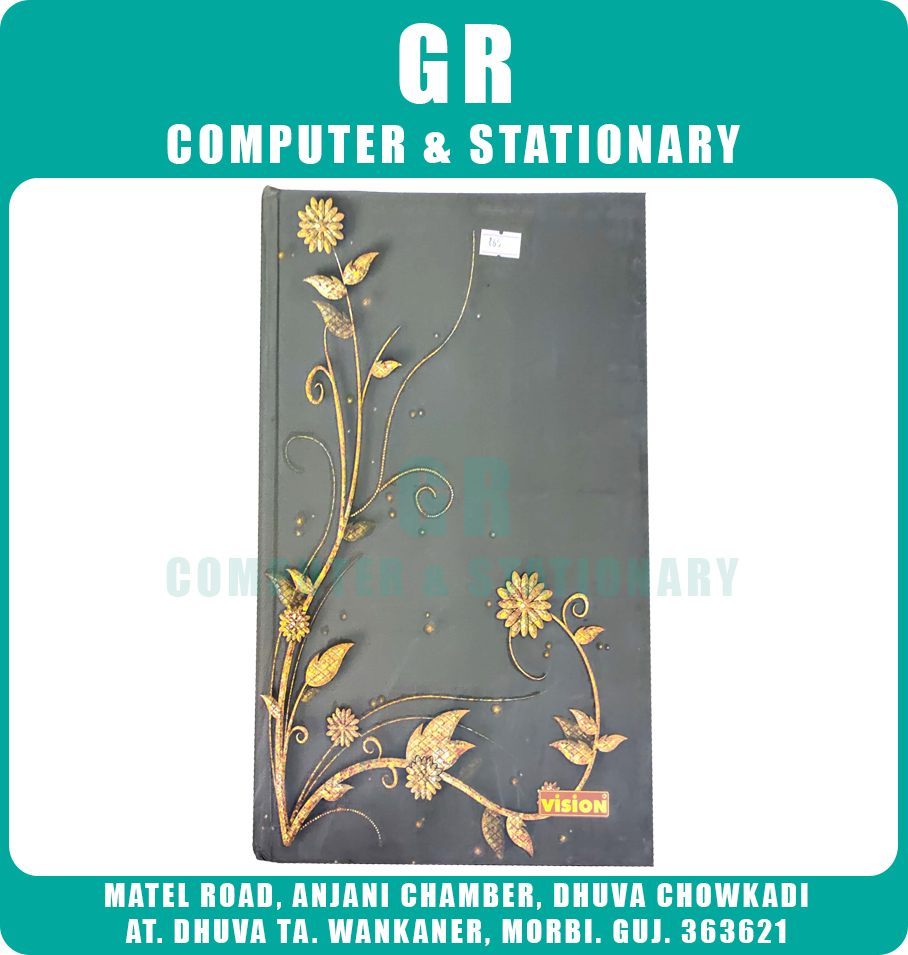 GR
COMPUTER & STATIONARY
GR
COMPUTER & STATIONARY
vision
MATEL ROAD, ANJANI CHAMBER, DHUVA CHOWKADI
AT. DHUVA TA. WANKANER, MORBI. GUJ. 363621